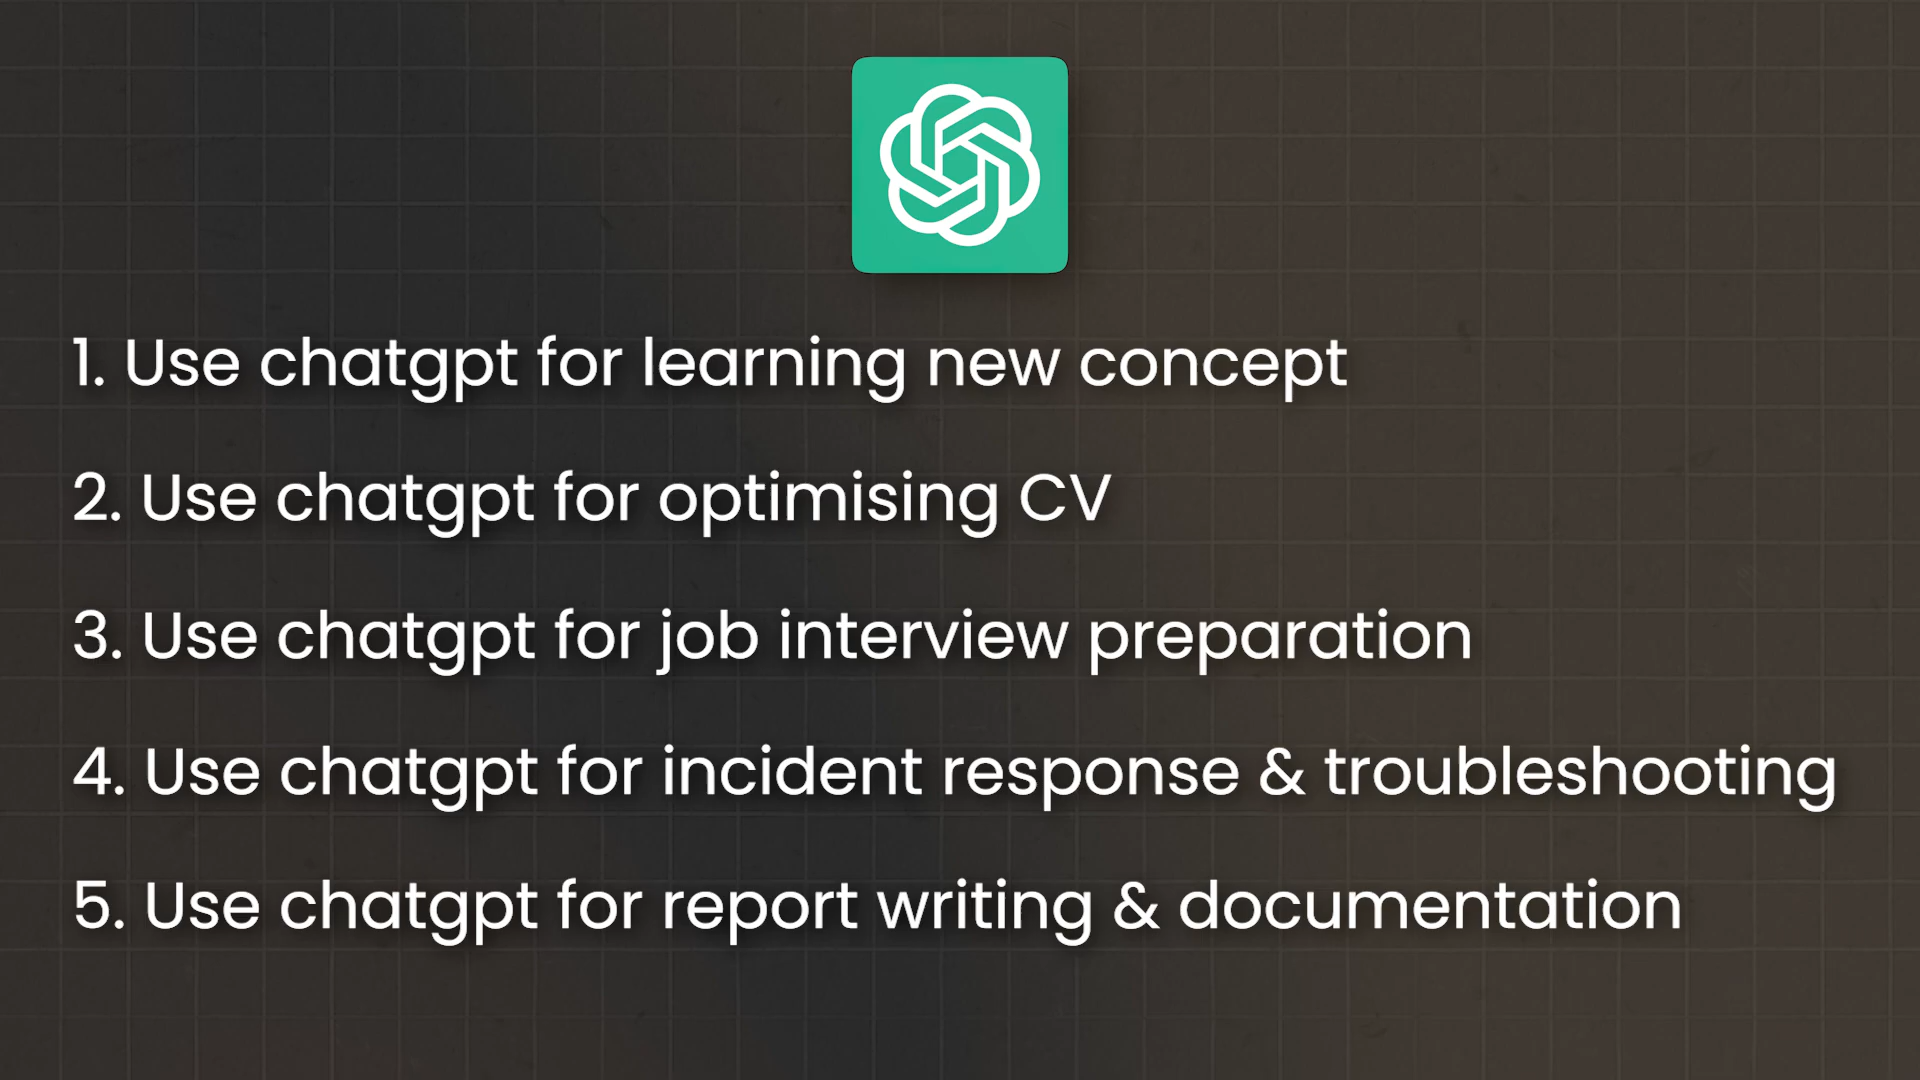 1. Use chatgpt for learning new concept
2. Use chatgpt for optimising CV
3. Use chatgpt for job interview preparation
4. Use chatgpt for incident response & troubleshooting
5. Use chatgpt for report writing & documentation